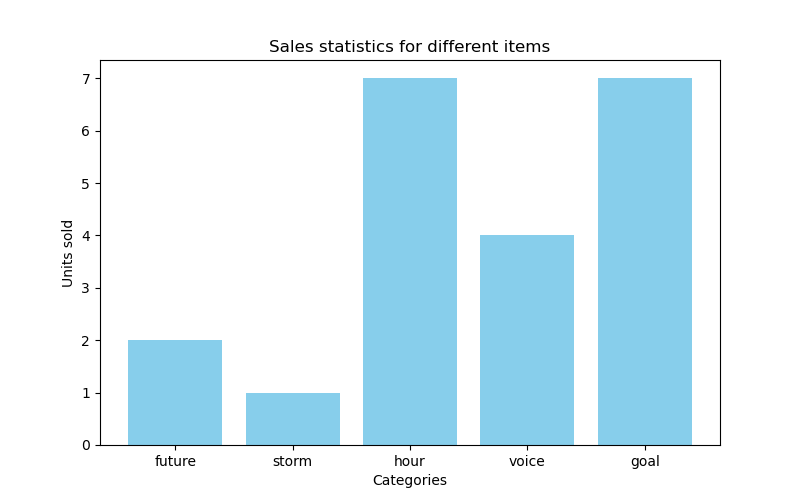 Sales statistics for different items
Units sold
7
6
5
4
3
2
1
0
future storm hour voice goal
Categories